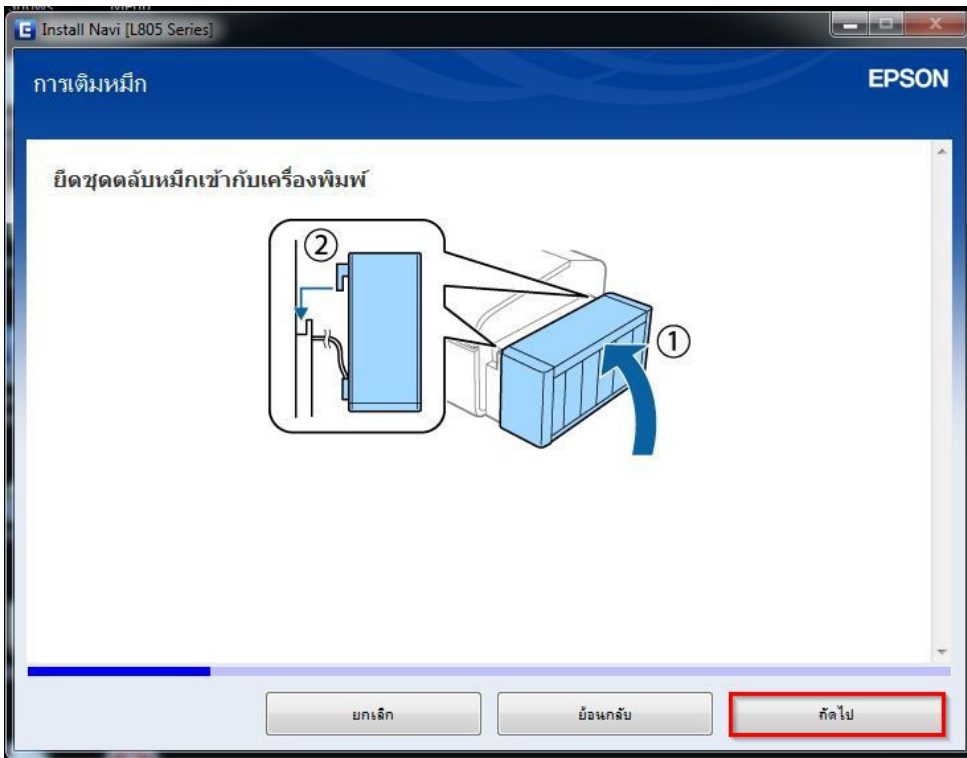 Install Navi [L805 Series]
การเติมหมึก
EPSON
ยึดชุดตลับหมึกเข้ากับเครื่องพิมพ์
②
①
ยกเลิก
ย้อนกลับ
ถัดไป